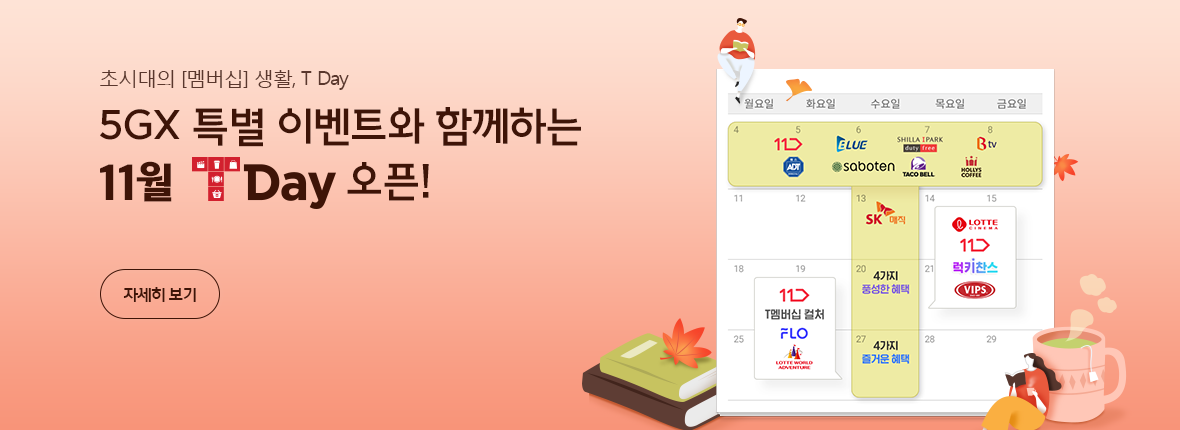 초시대의 [멤버십] 생활, T Day
5GX 특별 이벤트와 함께하는
11월 T Day 오픈!
자세히 보기
월요일 화요일 수요일 목요일 금요일
4 5 6 7 8
11 BLUE SHILLA IPARK duty free B tv
ADT saboten TACO BELL HOLLYS COFFEE
11 12 13 14 15
SK 매직
LOTTE CINEMA
11
럭키찬스
VIPS
18 19 20 21
4가지
풍성한 혜택
11
T멤버십 컬처
FLO
LOTTE WORLD ADVENTURE
25 27 28 29
4가지
즐거운 혜택